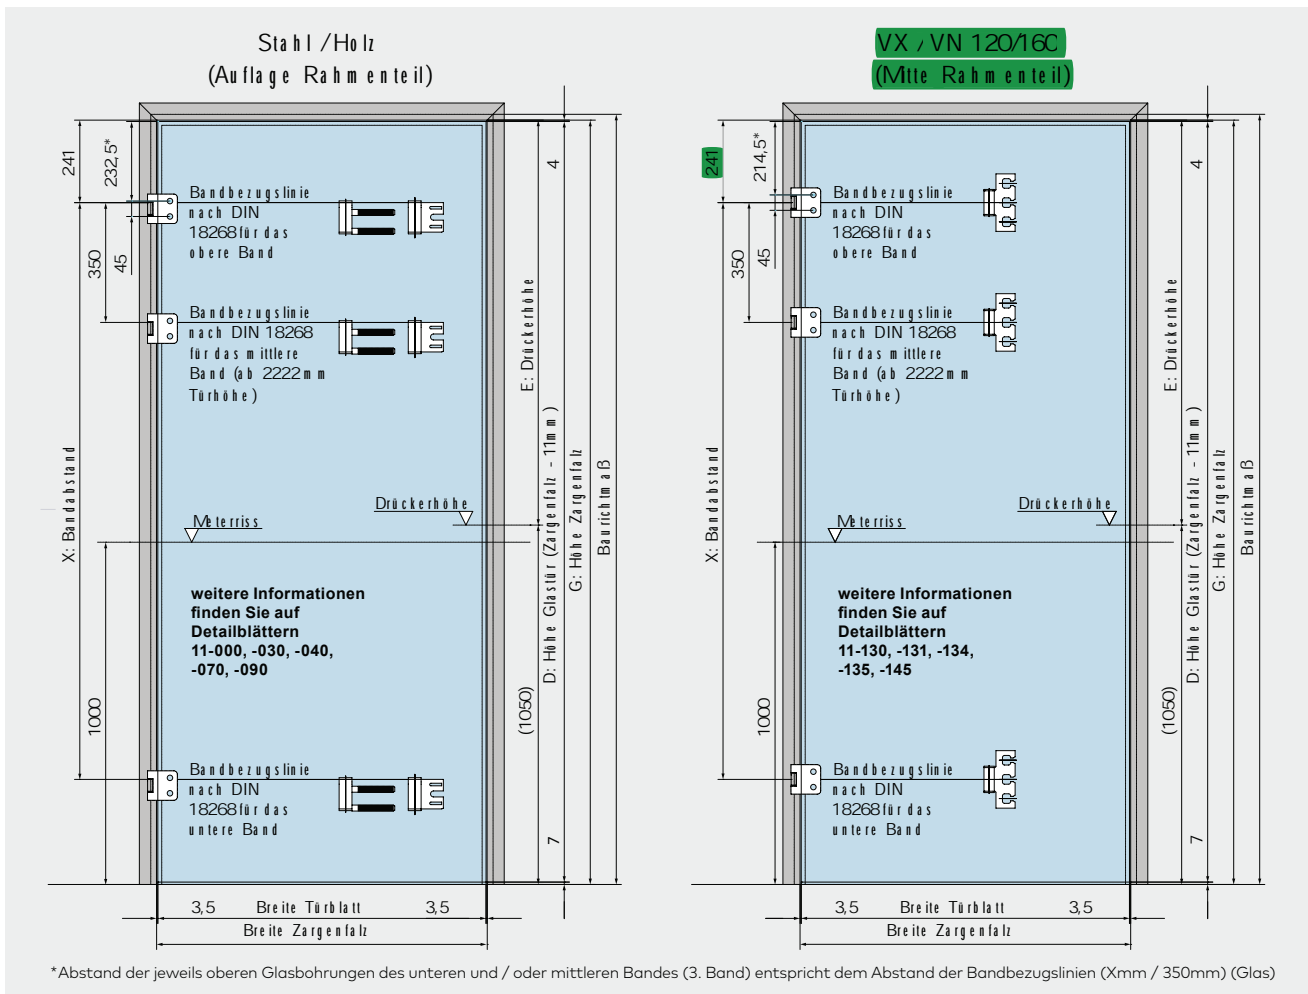 Stahl / Holz
(Auflage Rahmenteil)
241
232,5*
350
45
Bandbezugslinie
nach DIN
18268 für das
obere Band
Bandbezugslinie
nach DIN 18268
für das mittlere
Band (ab 2222mm
Türhöhe)
X: Bandabstand
Meterriss
Drückerhöhe
weitere Informationen
finden Sie auf
Detailblättern
11-000, -030, -040,
-070, -090
1000
Bandbezugslinie
nach DIN
18268 für das
untere Band
4
E: Drückerhöhe
(1050)
7
D: Höhe Glastür (Zargenfalz - 11mm)
G: Höhe Zargenfalz
Baurichtmaß
3,5 Breite Türblatt 3,5
Breite Zargenfalz
VX / VN 120/160
(Mitte Rahmenteil)
241
214,5*
350
45
Bandbezugslinie
nach DIN
18268 für das
obere Band
Bandbezugslinie
nach DIN 18268
für das mittlere
Band (ab 2222mm
Türhöhe)
X: Bandabstand
Meterriss
Drückerhöhe
weitere Informationen
finden Sie auf
Detailblättern
11-130, -131, -134,
-135, -145
1000
Bandbezugslinie
nach DIN
18268 für das
untere Band
4
E: Drückerhöhe
(1050)
7
D: Höhe Glastür (Zargenfalz - 11mm)
G: Höhe Zargenfalz
Baurichtmaß
3,5 Breite Türblatt 3,5
Breite Zargenfalz
*Abstand der jeweils oberen Glasbohrungen des unteren und / oder mittleren Bandes (3. Band) entspricht dem Abstand der Bandbezugslinien (Xmm / 350mm) (Glas)